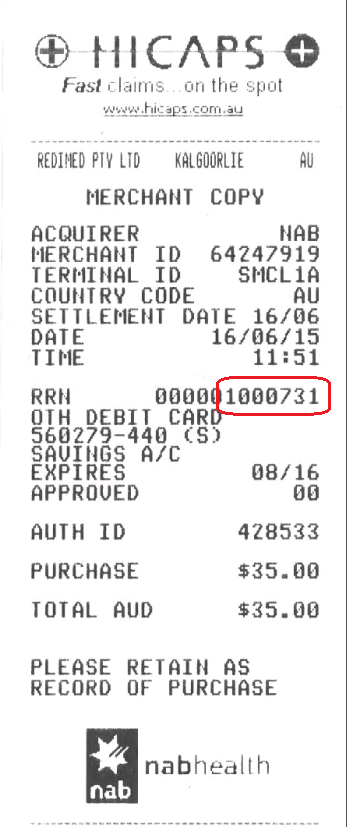 HICAPS
Fast claims...on the spot
www.hicaps.com.au
REDIMED PTY LTD KALGOORLIE AU
MERCHANT COPY
ACQUIRER NAB
MERCHANT ID 64247919
TERMINAL ID SMCL1A
COUNTRY CODE AU
SETTLEMENT DATE 16/06
DATE 16/06/15
TIME 11:51
RRN 000001000731
OTH DEBIT CARD
560279-440 (S)
SAVINGS A/C
EXPIRES 08/16
APPROVED 00
AUTH ID 428533
PURCHASE $35.00
TOTAL AUD $35.00
PLEASE RETAIN AS
RECORD OF PURCHASE
nab
nabhealth